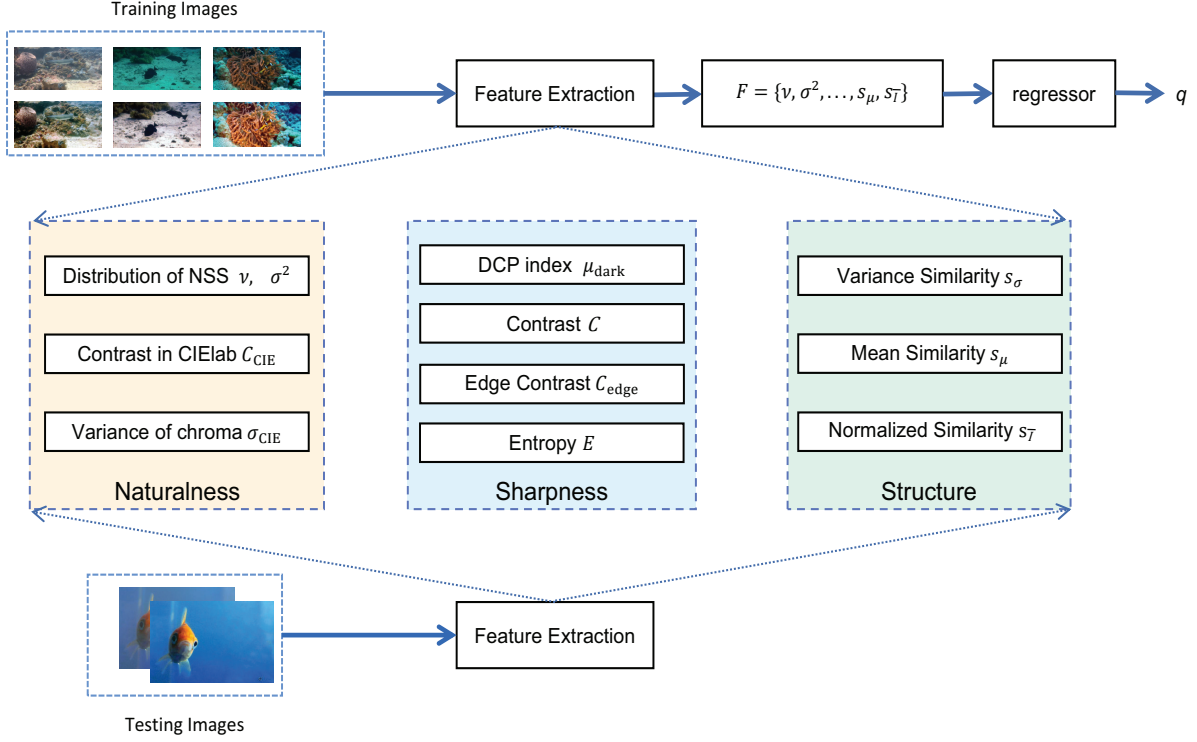 Training Images
Feature Extraction
F = {ν, σ², . . . , s_μ, s_T̅}
regressor
q
Distribution of NSS ν, σ²
Contrast in CIElab C_CIE
Variance of chroma σ_CIE
Naturalness
DCP index μ_dark
Contrast C
Edge Contrast C_edge
Entropy E
Sharpness
Variance Similarity s_σ
Mean Similarity s_μ
Normalized Similarity s_T̅
Structure
Feature Extraction
Testing Images